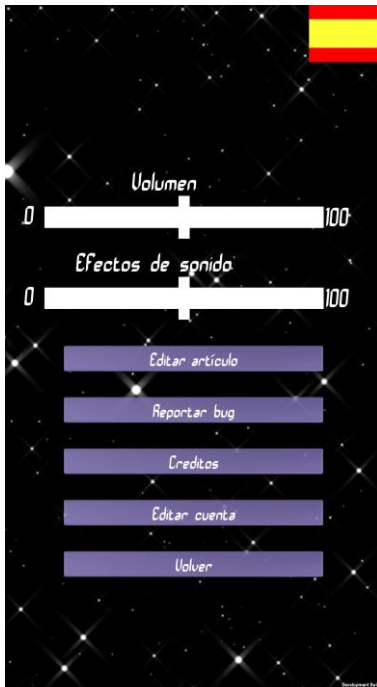 Volumen
0 100
Efectos de sonido
0 100
Editar artículo
Reportar bug
Creditos
Editar cuenta
Volver